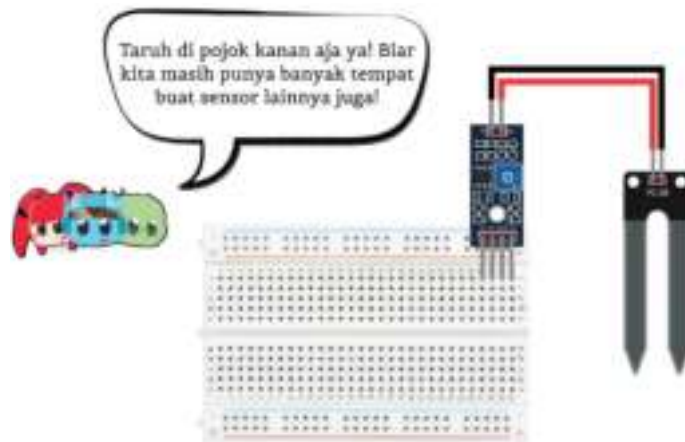 Taruh di pojok kanan aja ya! Biar
kita masih punya banyak tempat
buat sensor lainnya juga!